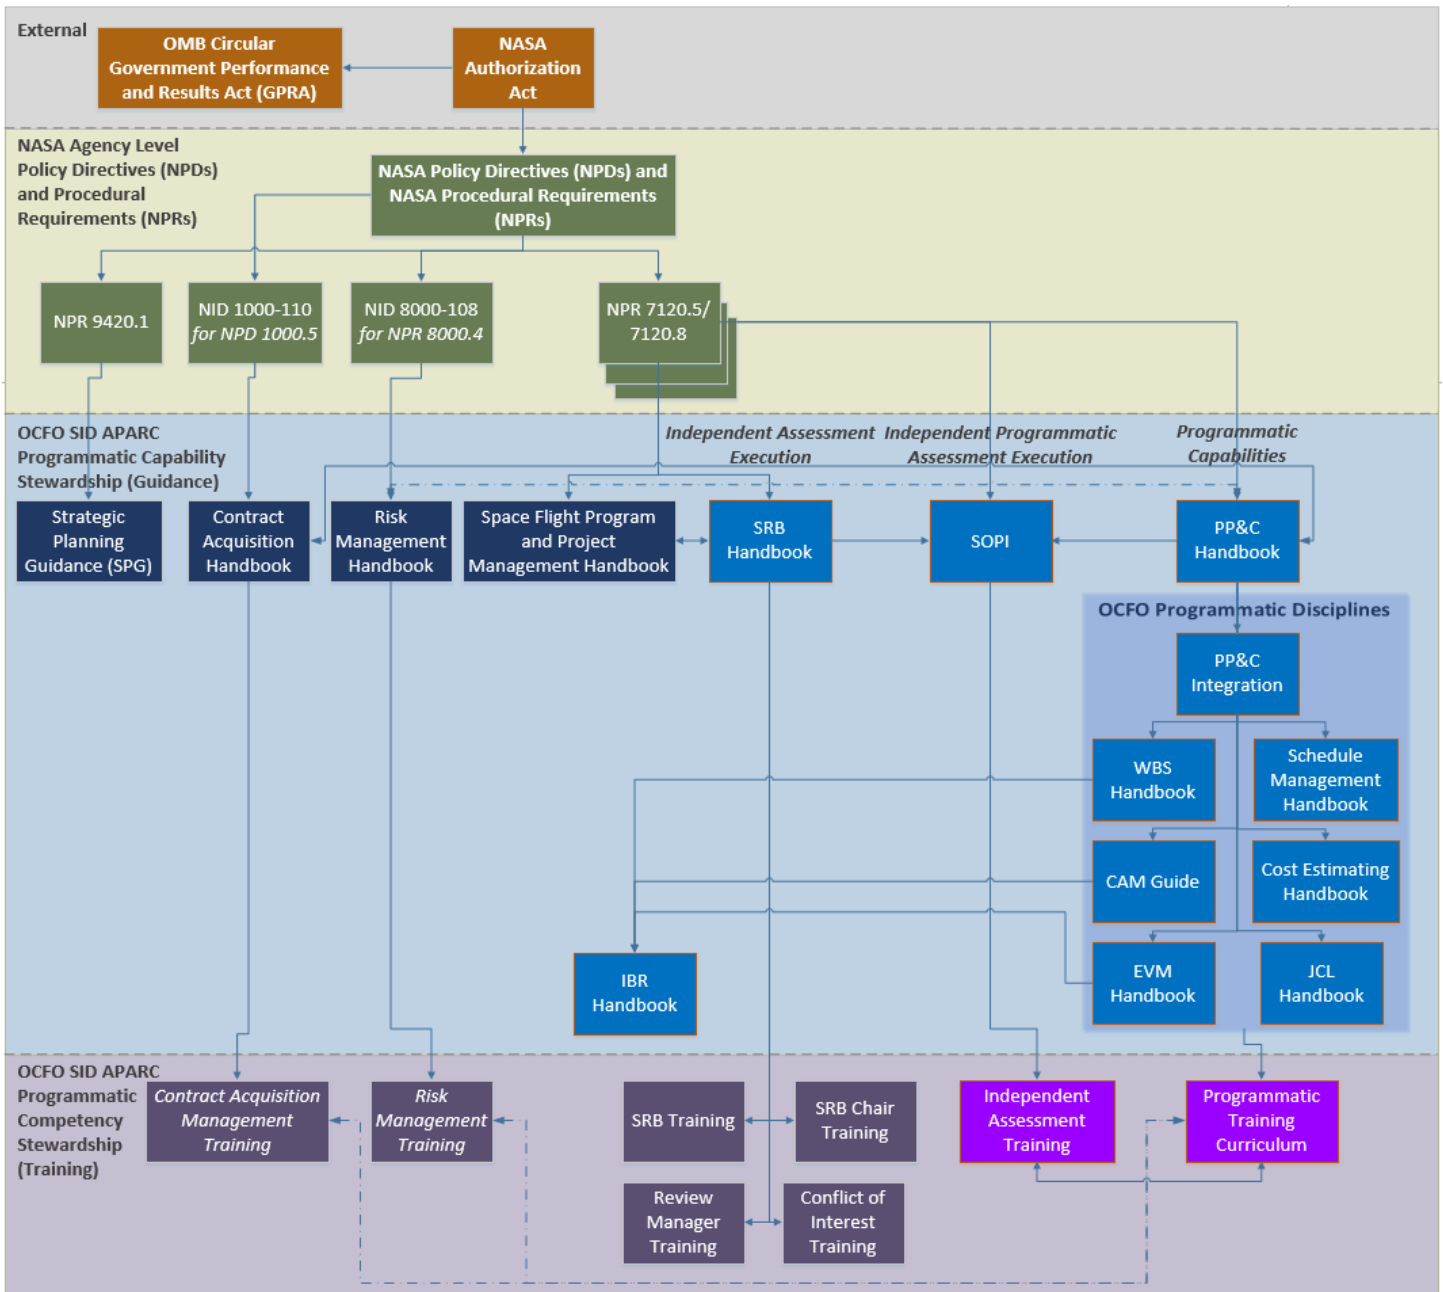 External
OMB Circular
Government Performance
and Results Act (GPRA)
NASA
Authorization
Act
NASA Agency Level
Policy Directives (NPDs)
and Procedural
Requirements (NPRs)
NASA Policy Directives (NPDs) and
NASA Procedural Requirements
(NPRs)
NPR 9420.1
NID 1000-110
for NPD 1000.5
NID 8000-108
for NPR 8000.4
NPR 7120.5/
7120.8
OCFO SID APARC
Programmatic Capability
Stewardship (Guidance)
Independent Assessment
Execution
Independent Programmatic
Assessment Execution
Programmatic
Capabilities
Strategic
Planning
Guidance (SPG)
Contract
Acquisition
Handbook
Risk
Management
Handbook
Space Flight Program
and Project
Management Handbook
SRB
Handbook
SOPI
PP&C
Handbook
OCFO Programmatic Disciplines
PP&C
Integration
WBS
Handbook
Schedule
Management
Handbook
CAM Guide
Cost Estimating
Handbook
IBR
Handbook
EVM
Handbook
JCL
Handbook
OCFO SID APARC
Programmatic
Competency
Stewardship
(Training)
Contract Acquisition
Management
Training
Risk
Management
Training
SRB Training
SRB Chair
Training
Independent
Assessment
Training
Programmatic
Training
Curriculum
Review
Manager
Training
Conflict of
Interest
Training